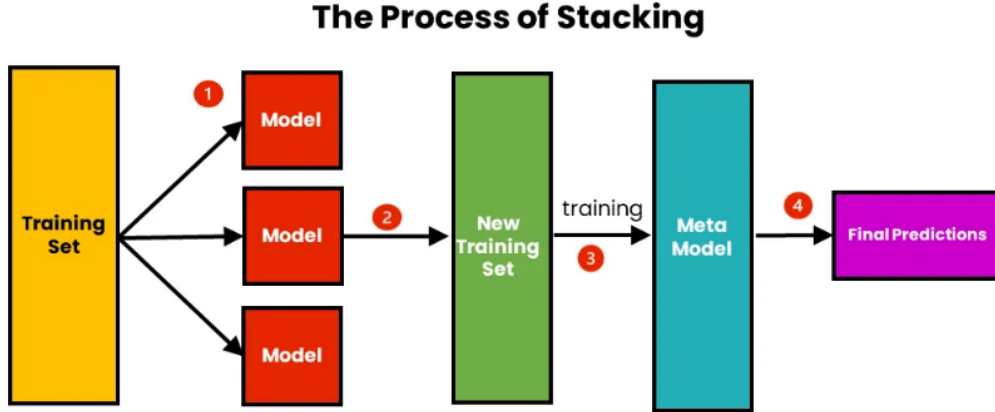 The Process of Stacking
1
Model
Training
Set
Model
2
New
Training
Set
training
3
Meta
Model
4
Final Predictions
Model